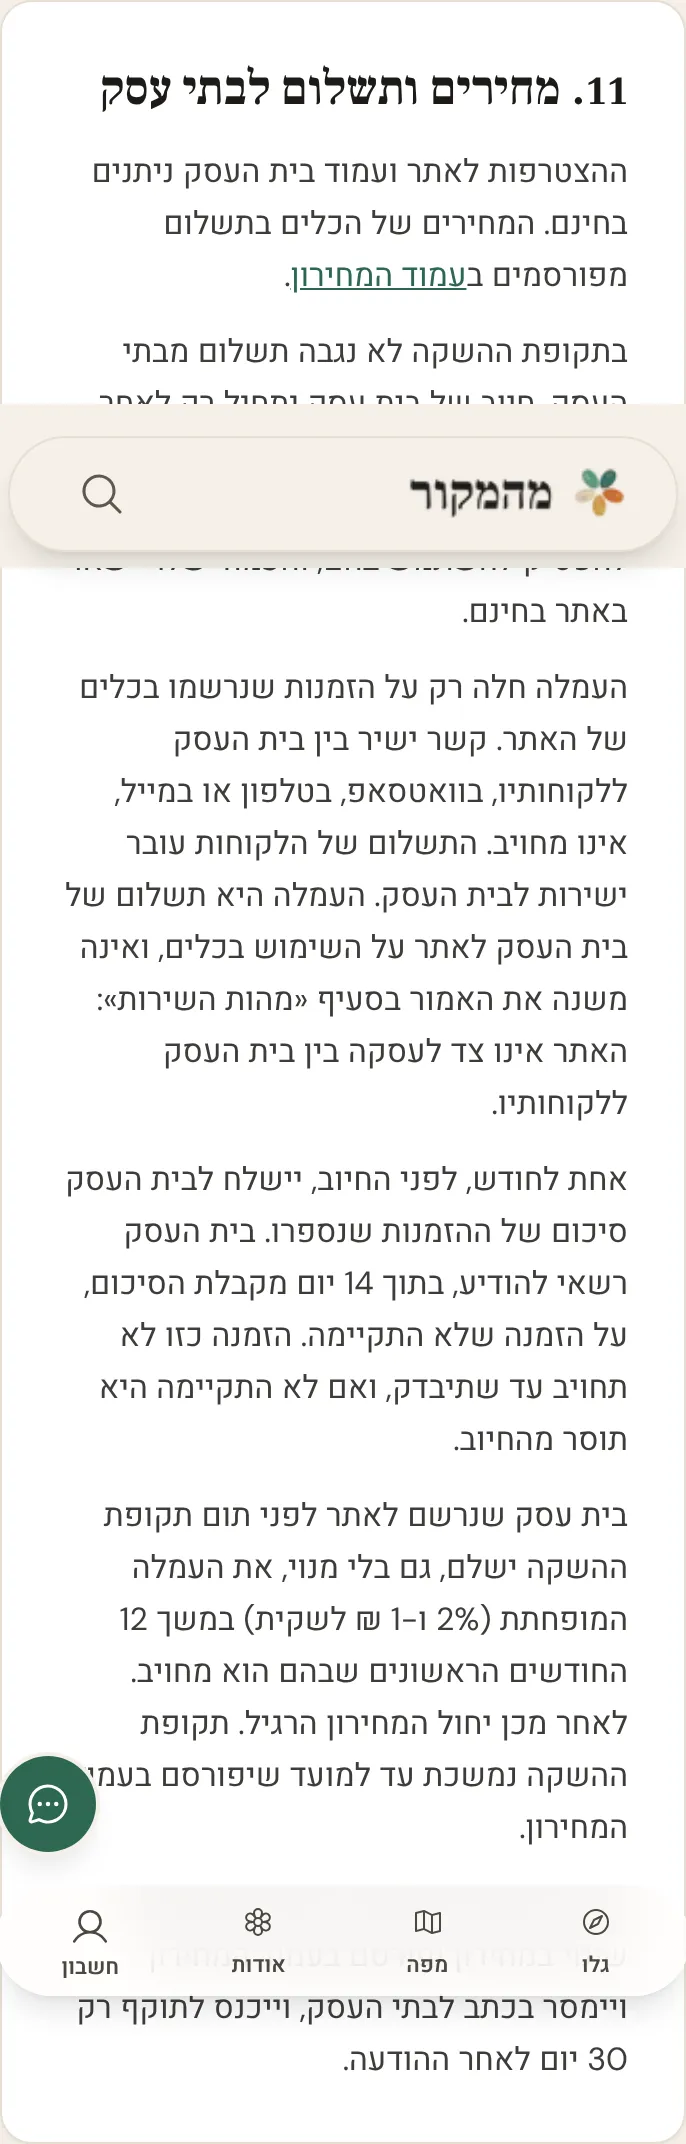 11. מחירים ותשלום לבתי עסק
ההצטרפות לאתר ועמוד בית העסק ניתנים
בחינם. המחירים של הכלים בתשלום
מפורסמים בעמוד המחירון.
בתקופת ההשקה לא נגבה תשלום מבתי
העסק. חיוב של בית עסק יתחיל רק לאחר
מהמקור
באתר בחינם.
העמלה חלה רק על הזמנות שנרשמו בכלים
של האתר. קשר ישיר בין בית העסק
ללקוחותיו, בוואטסאפ, בטלפון או במייל,
אינו מחויב. התשלום של הלקוחות עובר
ישירות לבית העסק. העמלה היא תשלום של
בית העסק לאתר על השימוש בכלים, ואינה
משנה את האמור בסעיף «מהות השירות»:
האתר אינו צד לעסקה בין בית העסק
ללקוחותיו.
אחת לחודש, לפני החיוב, יישלח לבית העסק
סיכום של ההזמנות שנספרו. בית העסק
רשאי להודיע, בתוך 14 יום מקבלת הסיכום,
על הזמנה שלא התקיימה. הזמנה כזו לא
תחויב עד שתיבדק, ואם לא התקיימה היא
תוסר מהחיוב.
בית עסק שנרשם לאתר לפני תום תקופת
ההשקה ישלם, גם בלי מנוי, את העמלה
המופחתת (2% ו-1 ₪ לשקית) במשך 12
החודשים הראשונים שבהם הוא מחויב.
לאחר מכן יחול המחירון הרגיל. תקופת
ההשקה נמשכת עד למועד שיפורסם
המחירון.
גלו
מפה
אודות
חשבון
ויימסר בכתב לבתי העסק, וייכנס לתוקף רק
30 יום לאחר ההודעה.